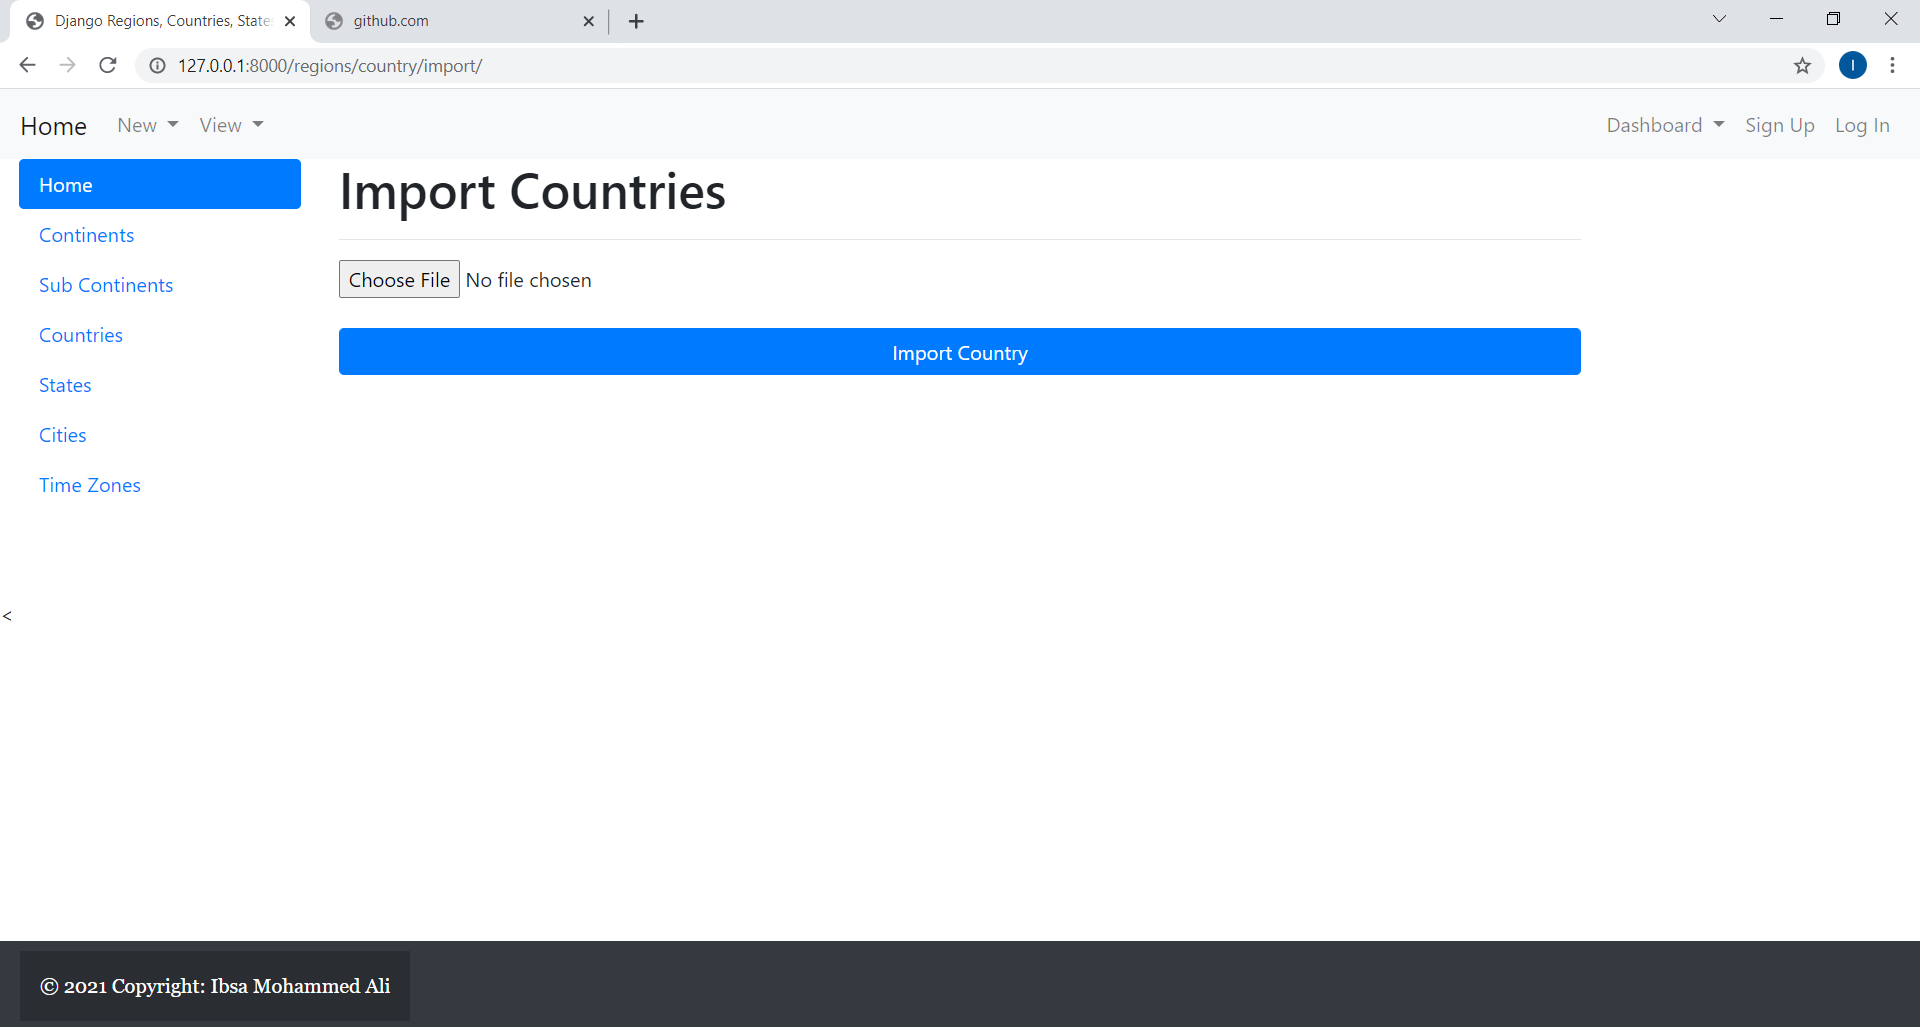 Django Regions, Countries, State
github.com
127.0.0.1:8000/regions/country/import/
I
Home New View Dashboard Sign Up Log In
Home
Continents
Sub Continents
Countries
States
Cities
Time Zones
Import Countries
Choose File No file chosen
Import Country
<
© 2021 Copyright: Ibsa Mohammed Ali